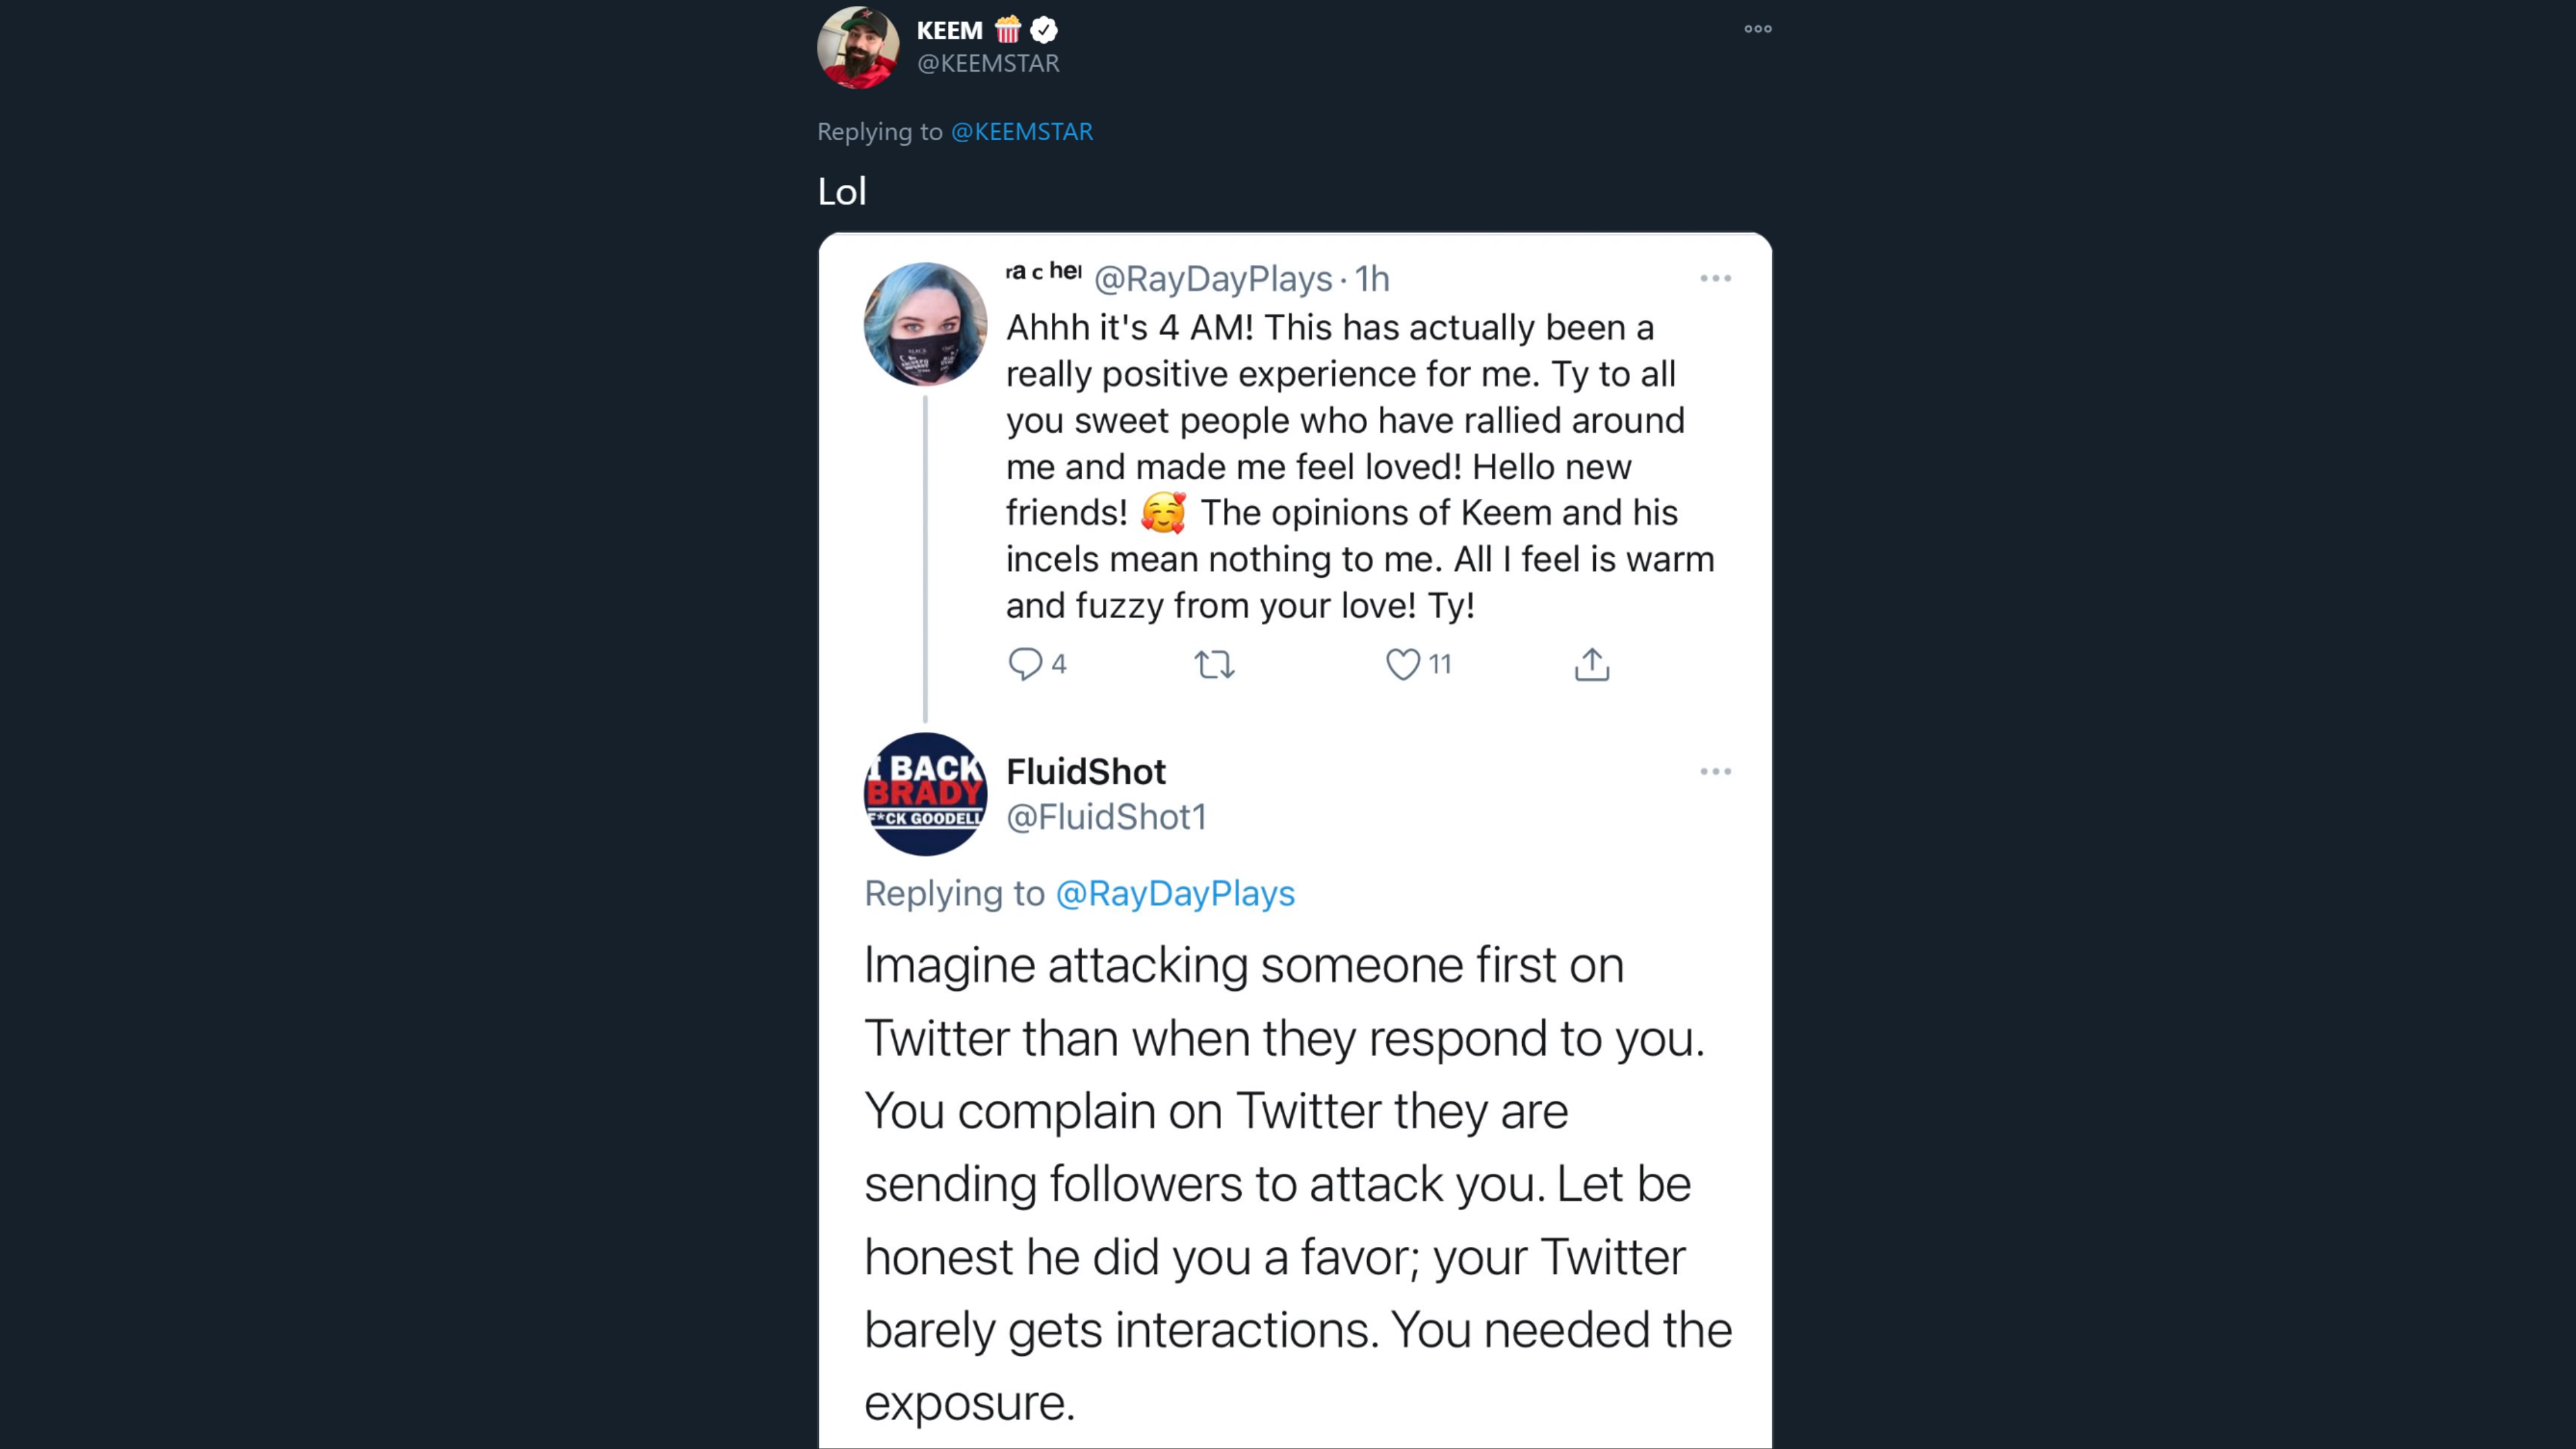 KEEM 🍿
@KEEMSTAR
Replying to @KEEMSTAR
Lol
ra c hel @RayDayPlays · 1h
Ahhh it's 4 AM! This has actually been a
really positive experience for me. Ty to all
you sweet people who have rallied around
me and made me feel loved! Hello new
friends! 🥰 The opinions of Keem and his
incels mean nothing to me. All I feel is warm
and fuzzy from your love! Ty!
4 11
I BACK
BRADY
F*CK GOODELL
FluidShot
@FluidShot1
Replying to @RayDayPlays
Imagine attacking someone first on
Twitter than when they respond to you.
You complain on Twitter they are
sending followers to attack you. Let be
honest he did you a favor; your Twitter
barely gets interactions. You needed the
exposure.